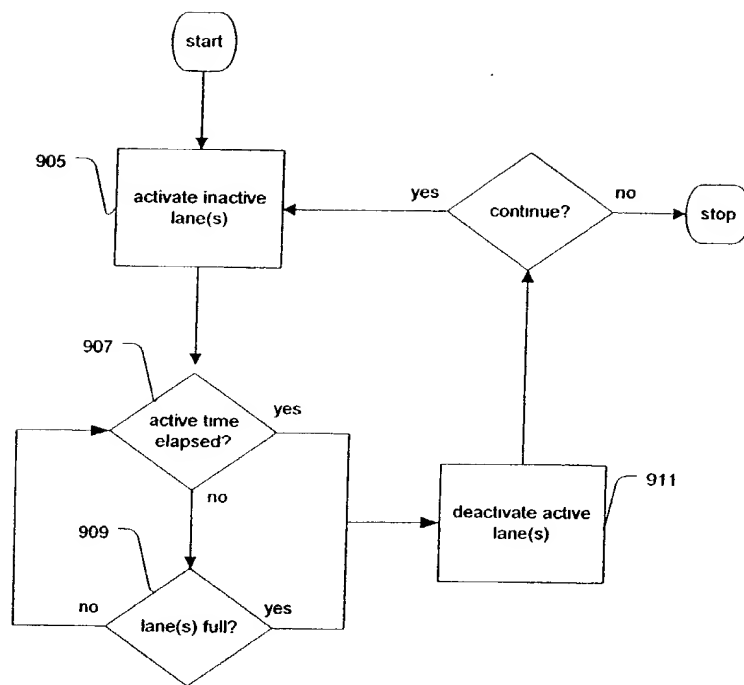 start
905
activate inactive
lane(s)
yes
continue?
no
stop
907
active time
elapsed?
yes
no
deactivate active
lane(s)
911
909
no
lane(s) full?
yes